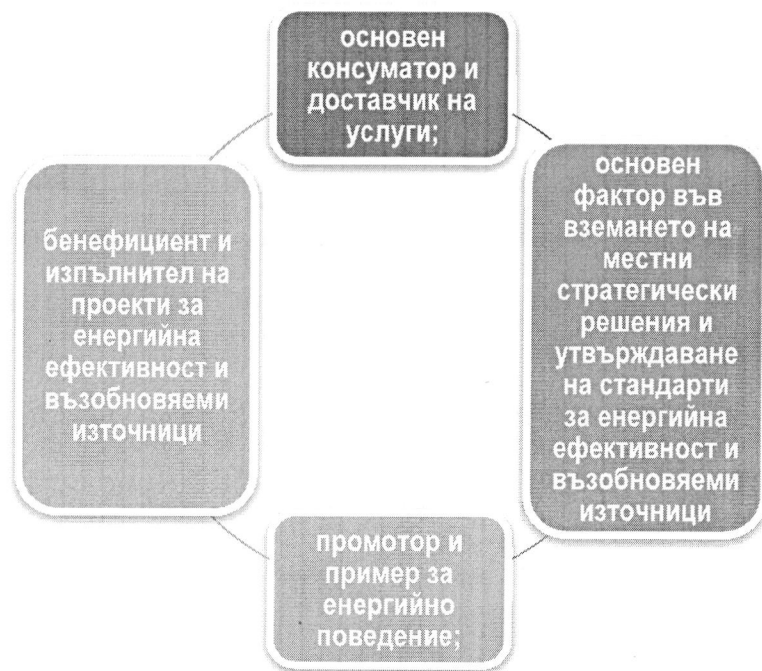 основен
консуматор и
доставчик на
услуги;
основен
фактор във
вземането на
местни
стратегически
решения и
утвърждаване
на стандарти
за енергийна
ефективност и
възобновяеми
източници
промотор и
пример за
енергийно
поведение;
бенефициент и
изпълнител на
проекти за
енергийна
ефективност и
възобновяеми
източници